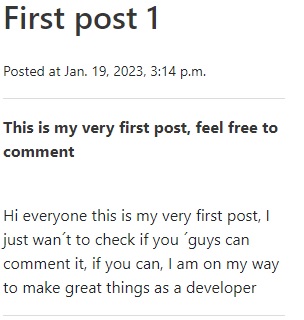 First post 1
Posted at Jan. 19, 2023, 3:14 p.m.
This is my very first post, feel free to
comment
Hi everyone this is my very first post, I
just wan´t to check if you ´guys can
comment it, if you can, I am on my way
to make great things as a developer